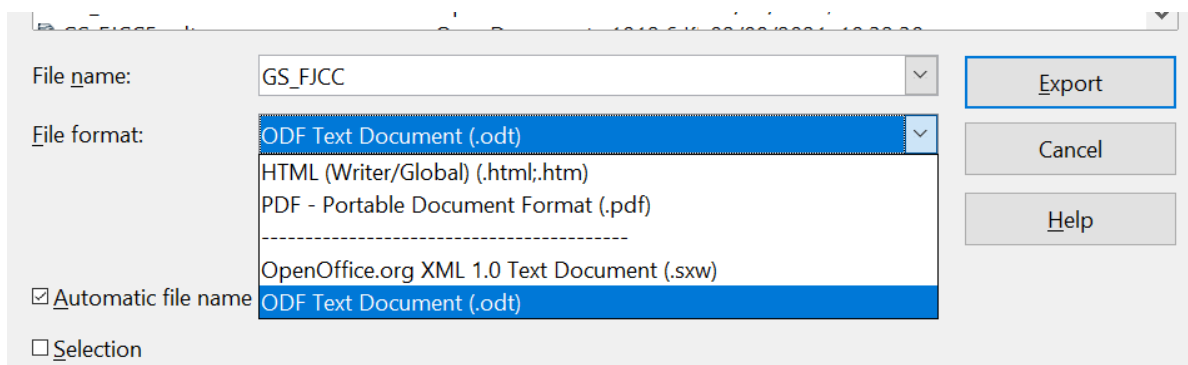 File name:
GS_FJCC
Export
File format:
ODF Text Document (.odt)
Cancel
HTML (Writer/Global) (.html;.htm)
PDF - Portable Document Format (.pdf)
-----------------------------------------
Help
OpenOffice.org XML 1.0 Text Document (.sxw)
Automatic file name
ODF Text Document (.odt)
Selection